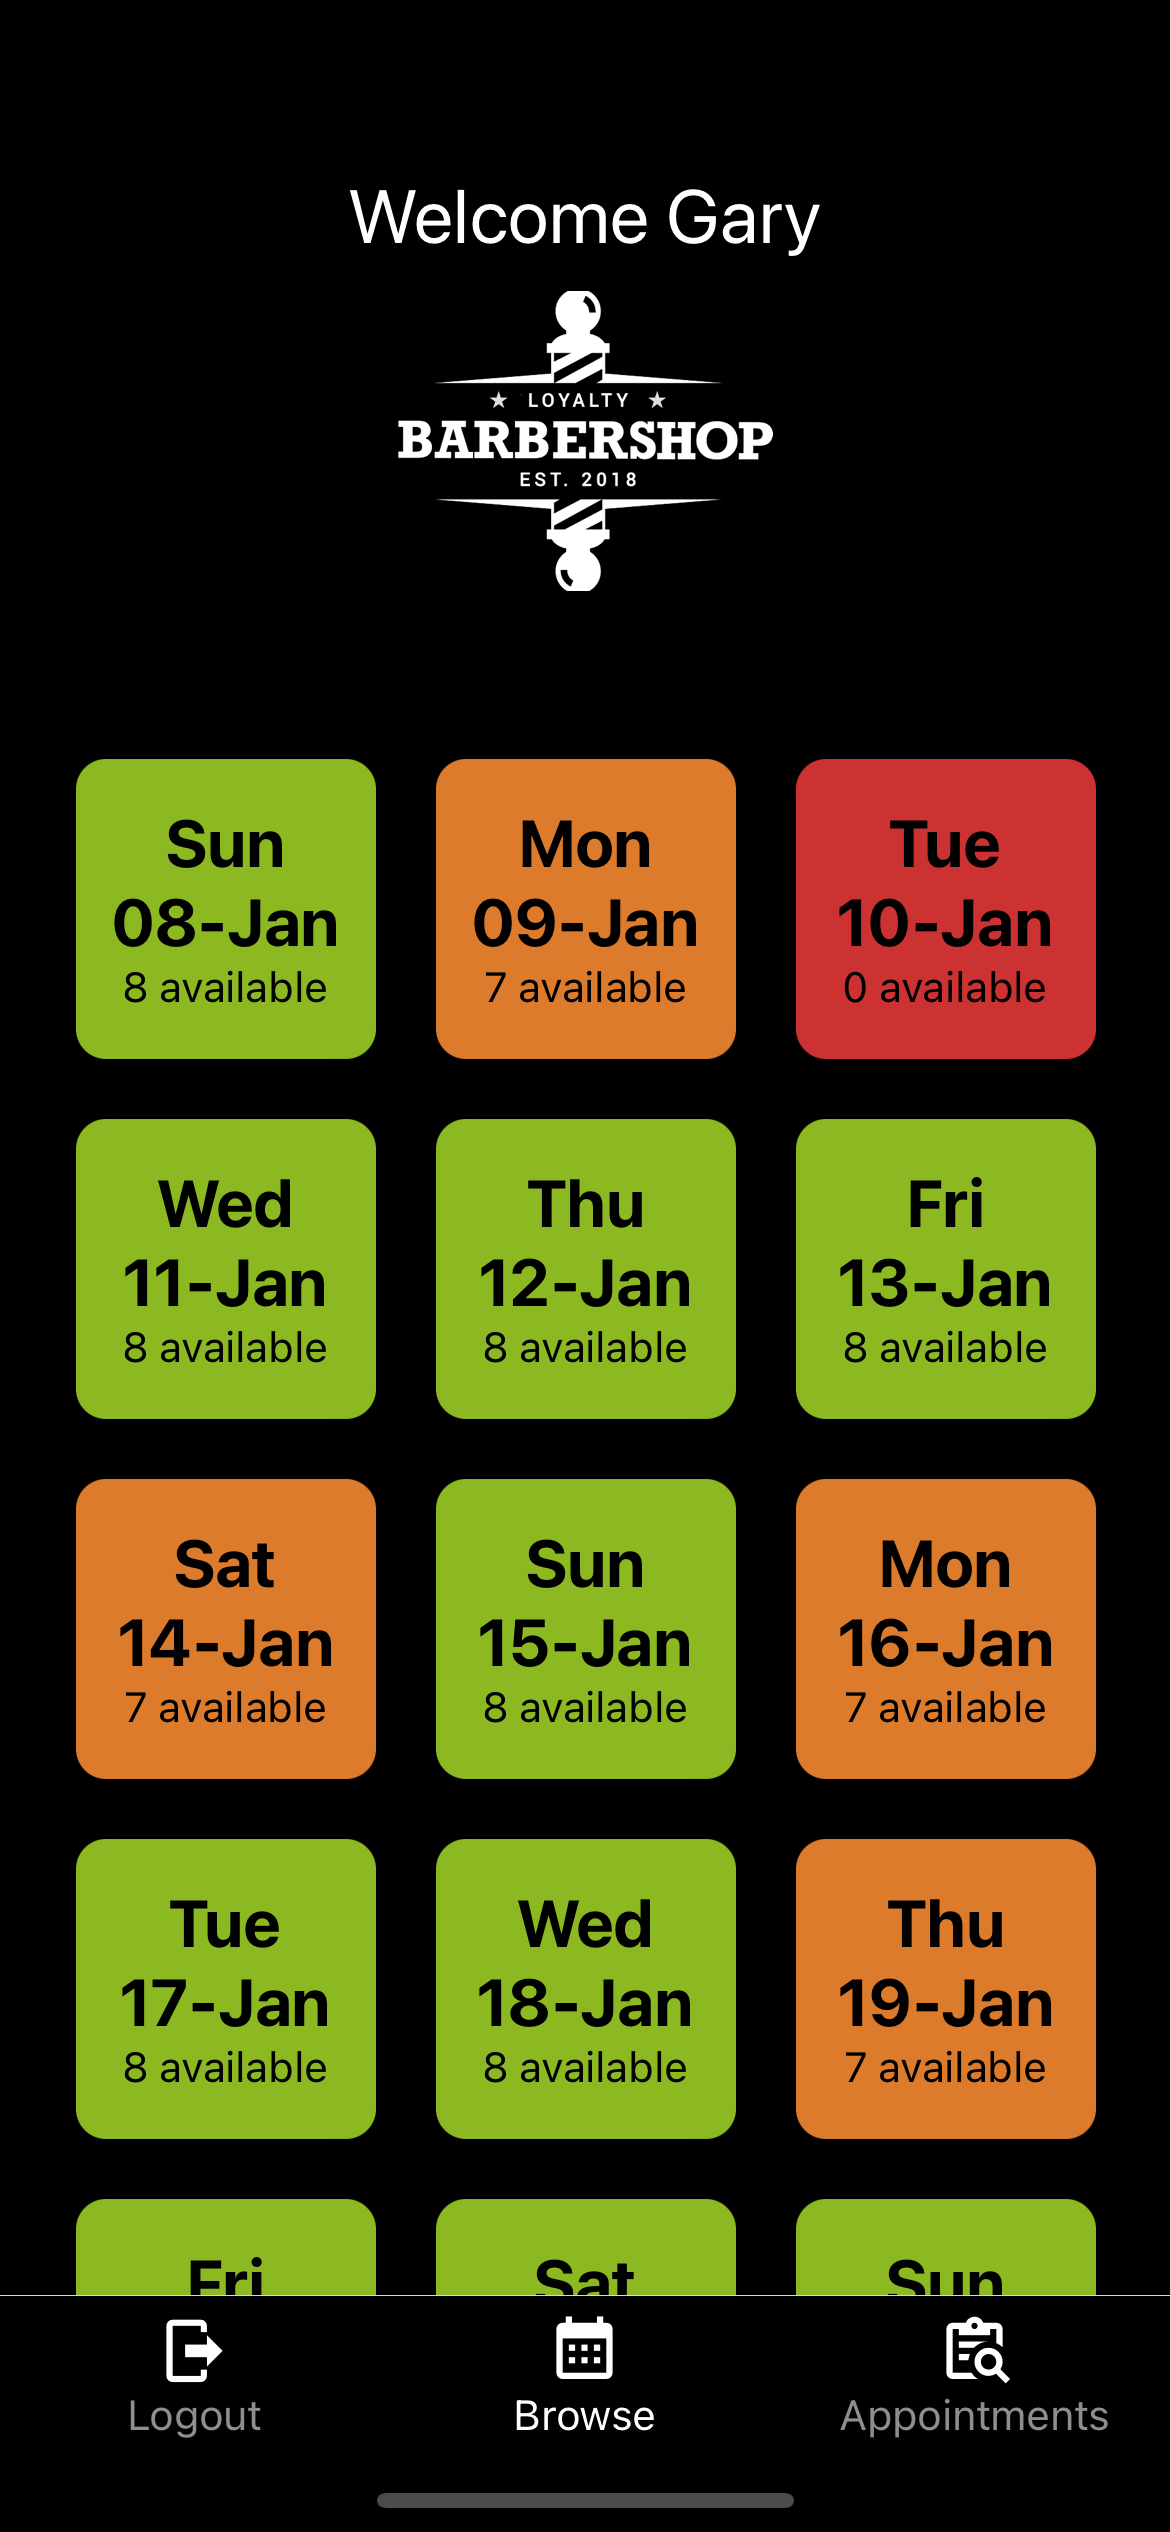 Welcome Gary
★ LOYALTY ★
BARBERSHOP
EST. 2018
Sun
08-Jan
8 available
Mon
09-Jan
7 available
Tue
10-Jan
0 available
Wed
11-Jan
8 available
Thu
12-Jan
8 available
Fri
13-Jan
8 available
Sat
14-Jan
7 available
Sun
15-Jan
8 available
Mon
16-Jan
7 available
Tue
17-Jan
8 available
Wed
18-Jan
8 available
Thu
19-Jan
7 available
Fri
Sat
Sun
Logout
Browse
Appointments